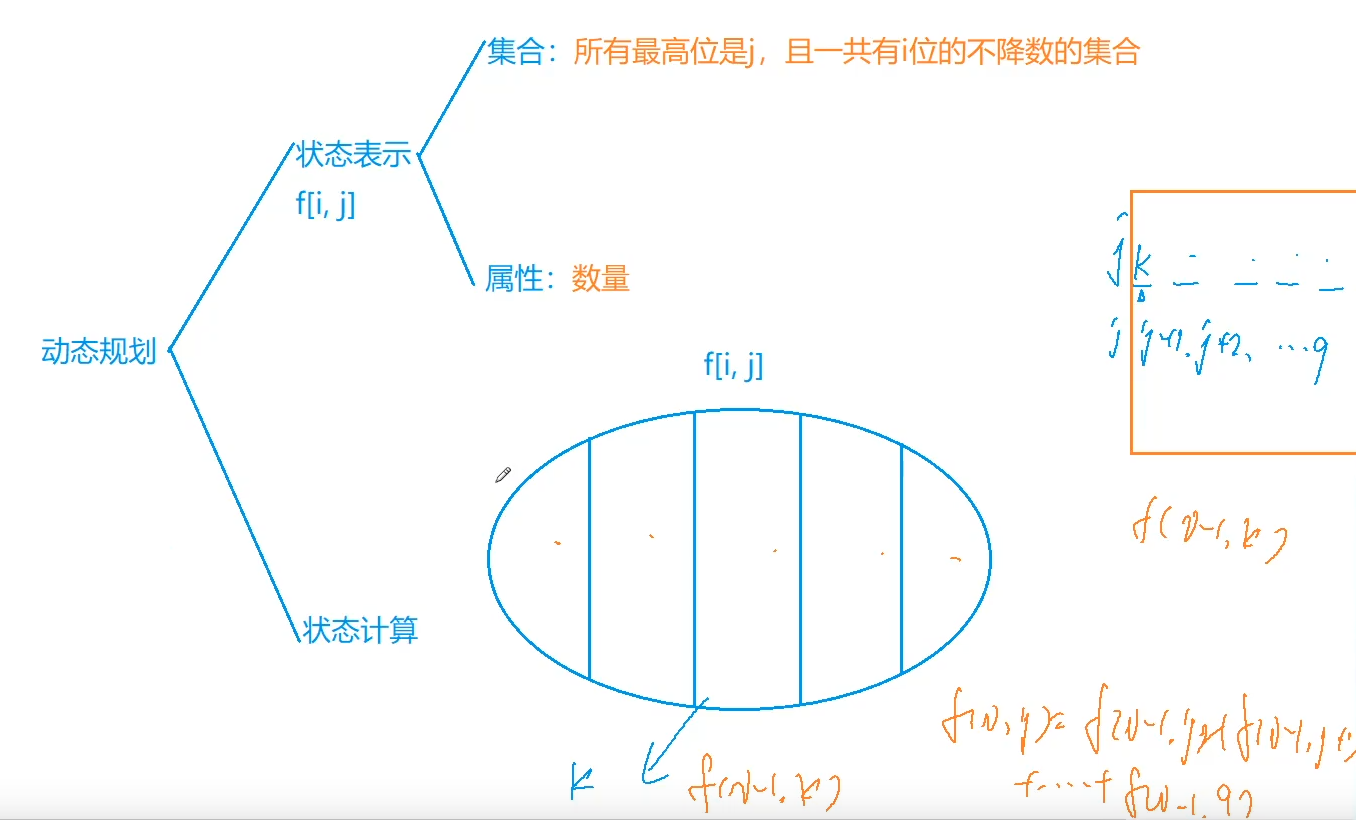 集合：所有最高位是j，且一共有i位的不降数的集合
状态表示
f[i, j]
属性：数量
动态规划
状态计算
f[i, j]
j k
j j+1, j+2, ...9
f(i-1, k)
k
f(i-1, k)
f(i, j) = f(i-1, j) + f(i-1, j+
+....+ f(i-1, 9)